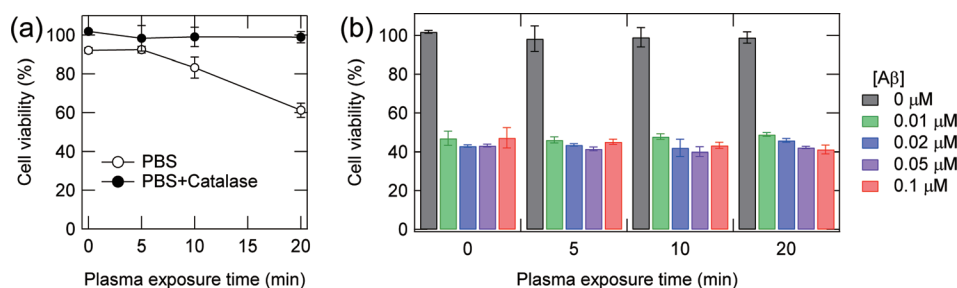 (a)
100
80
60
40
20
0
Cell viability (%)
PBS
PBS+Catalase
0 5 10 20
Plasma exposure time (min)
(b)
100
80
60
40
20
0
Cell viability (%)
0 5 10 20
Plasma exposure time (min)
[Aβ]
0 μM
0.01 μM
0.02 μM
0.05 μM
0.1 μM